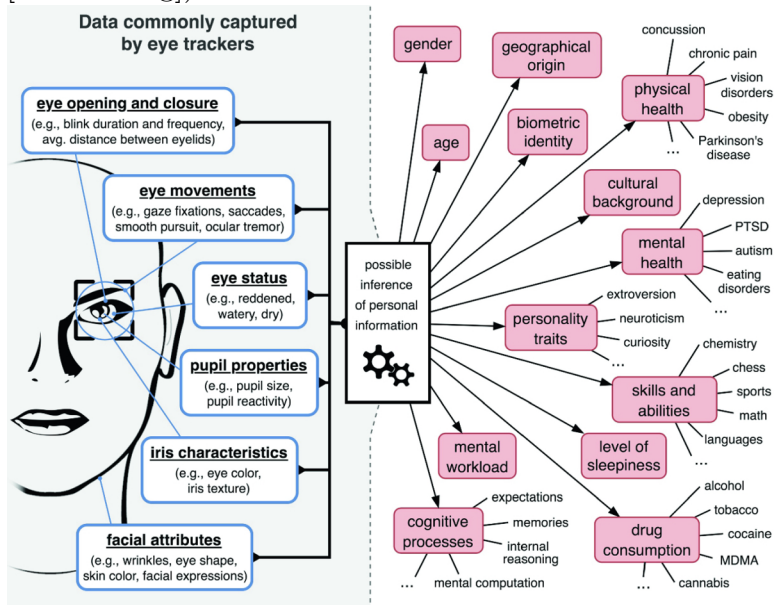 Data commonly captured
by eye trackers
eye opening and closure
(e.g., blink duration and frequency,
avg. distance between eyelids)
eye movements
(e.g., gaze fixations, saccades,
smooth pursuit, ocular tremor)
eye status
(e.g., reddened,
watery, dry)
pupil properties
(e.g., pupil size,
pupil reactivity)
iris characteristics
(e.g., eye color,
iris texture)
facial attributes
(e.g., wrinkles, eye shape,
skin color, facial expressions)
possible
inference
of personal
information
gender
geographical
origin
age
biometric
identity
physical
health
concussion
chronic pain
vision
disorders
obesity
Parkinson's
disease
...
cultural
background
mental
health
depression
PTSD
autism
eating
disorders
...
personality
traits
extroversion
neuroticism
curiosity
...
skills and
abilities
chemistry
chess
sports
math
languages
...
mental
workload
level of
sleepiness
cognitive
processes
expectations
memories
internal
reasoning
mental computation
...
drug
consumption
alcohol
tobacco
cocaine
MDMA
cannabis
...